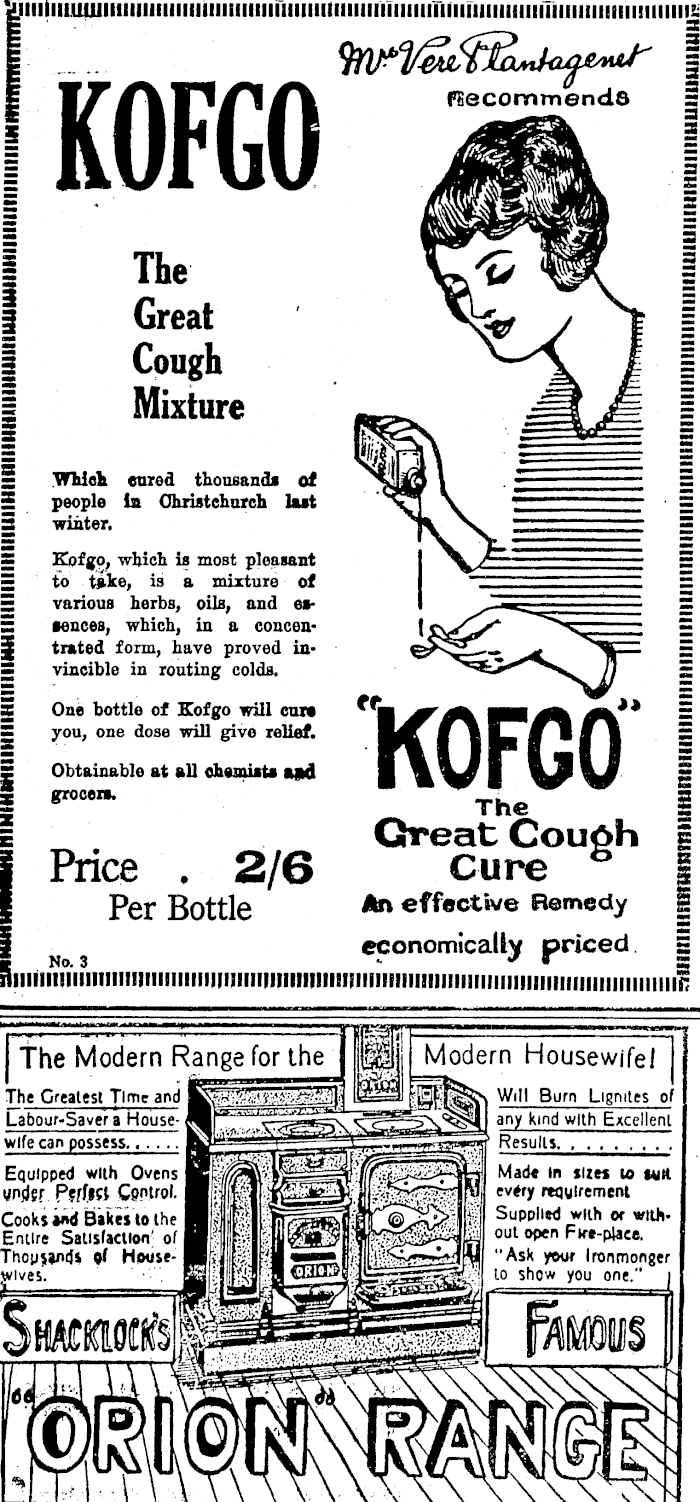 KOFGO
The
Great
Cough
Mixture
Which cured thousands of
people in Christchurch last
winter.
Kofgo, which is most pleasant
to take, is a mixture of
various herbs, oils, and es-
sences, which, in a concen-
trated form, have proved in-
vincible in routing colds.
One bottle of Kofgo will cure
you, one dose will give relief.
Obtainable at all chemists and
grocers.
Price . 2/6
Per Bottle
No. 3
Mrs Vere Plantagenet
Recommends
"KOFGO"
The
Great Cough
Cure
An effective Remedy
economically priced.
The Modern Range for the
Modern Housewife!
The Greatest Time and
Labour-Saver a House-
wife can possess......
Equipped with Ovens
under Perfect Control.
Cooks and Bakes to the
Entire Satisfaction of
Thousands of House-
wives.
ORION
ORION
Will Burn Lignites of
any kind with Excellent
Results. . . . . . . . .
Made in sizes to suit
every requirement
Supplied with or with-
out open Fire-place.
"Ask your Ironmonger
to show you one."
SHACKLOCK'S
FAMOUS
"ORION" RANGE